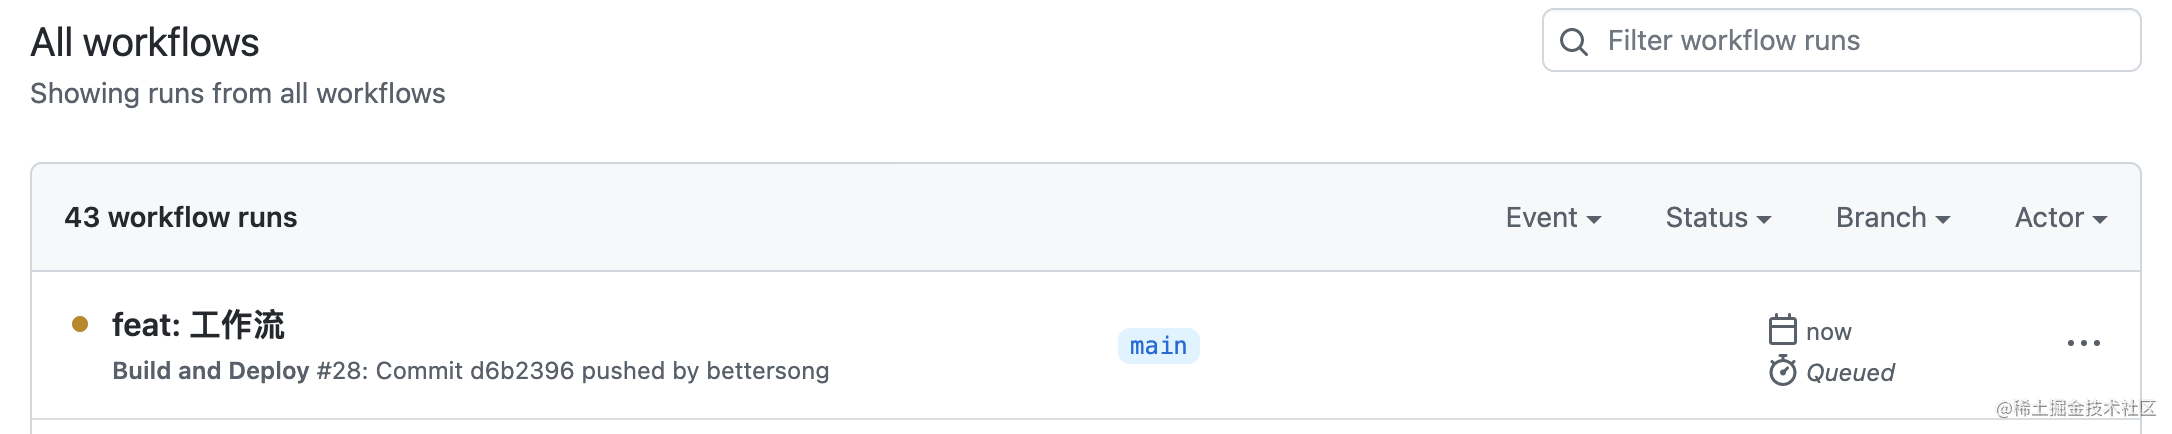 All workflows
Filter workflow runs
Showing runs from all workflows
43 workflow runs
Event
Status
Branch
Actor
feat: 工作流
Build and Deploy #28: Commit d6b2396 pushed by bettersong
main
now
Queued
@稀土掘金技术社区